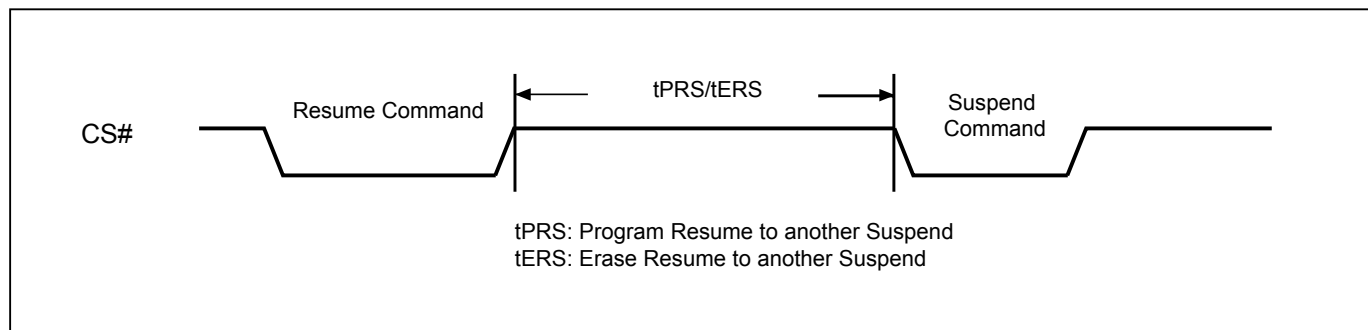 tPRS/tERS
Resume Command
Suspend
Command
CS#
tPRS: Program Resume to another Suspend
tERS: Erase Resume to another Suspend